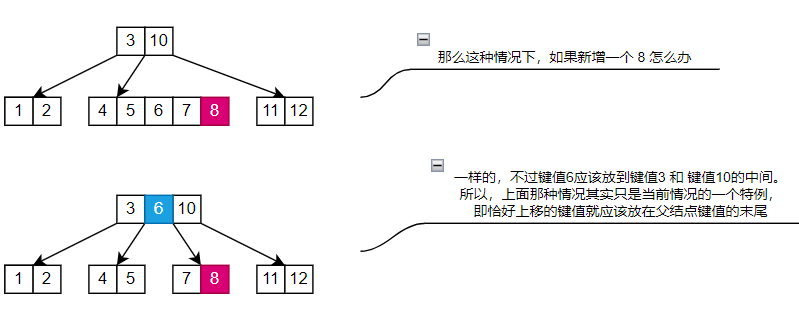 3 10
那么这种情况下，如果新增一个 8 怎么办
1 2 4 5 6 7 8 11 12
一样的，不过键值6应该放到键值3 和 键值10的中间。
所以，上面那种情况其实只是当前情况的一个特例，
即恰好上移的键值就应该放在父结点键值的末尾
3 6 10
1 2 4 5 7 8 11 12